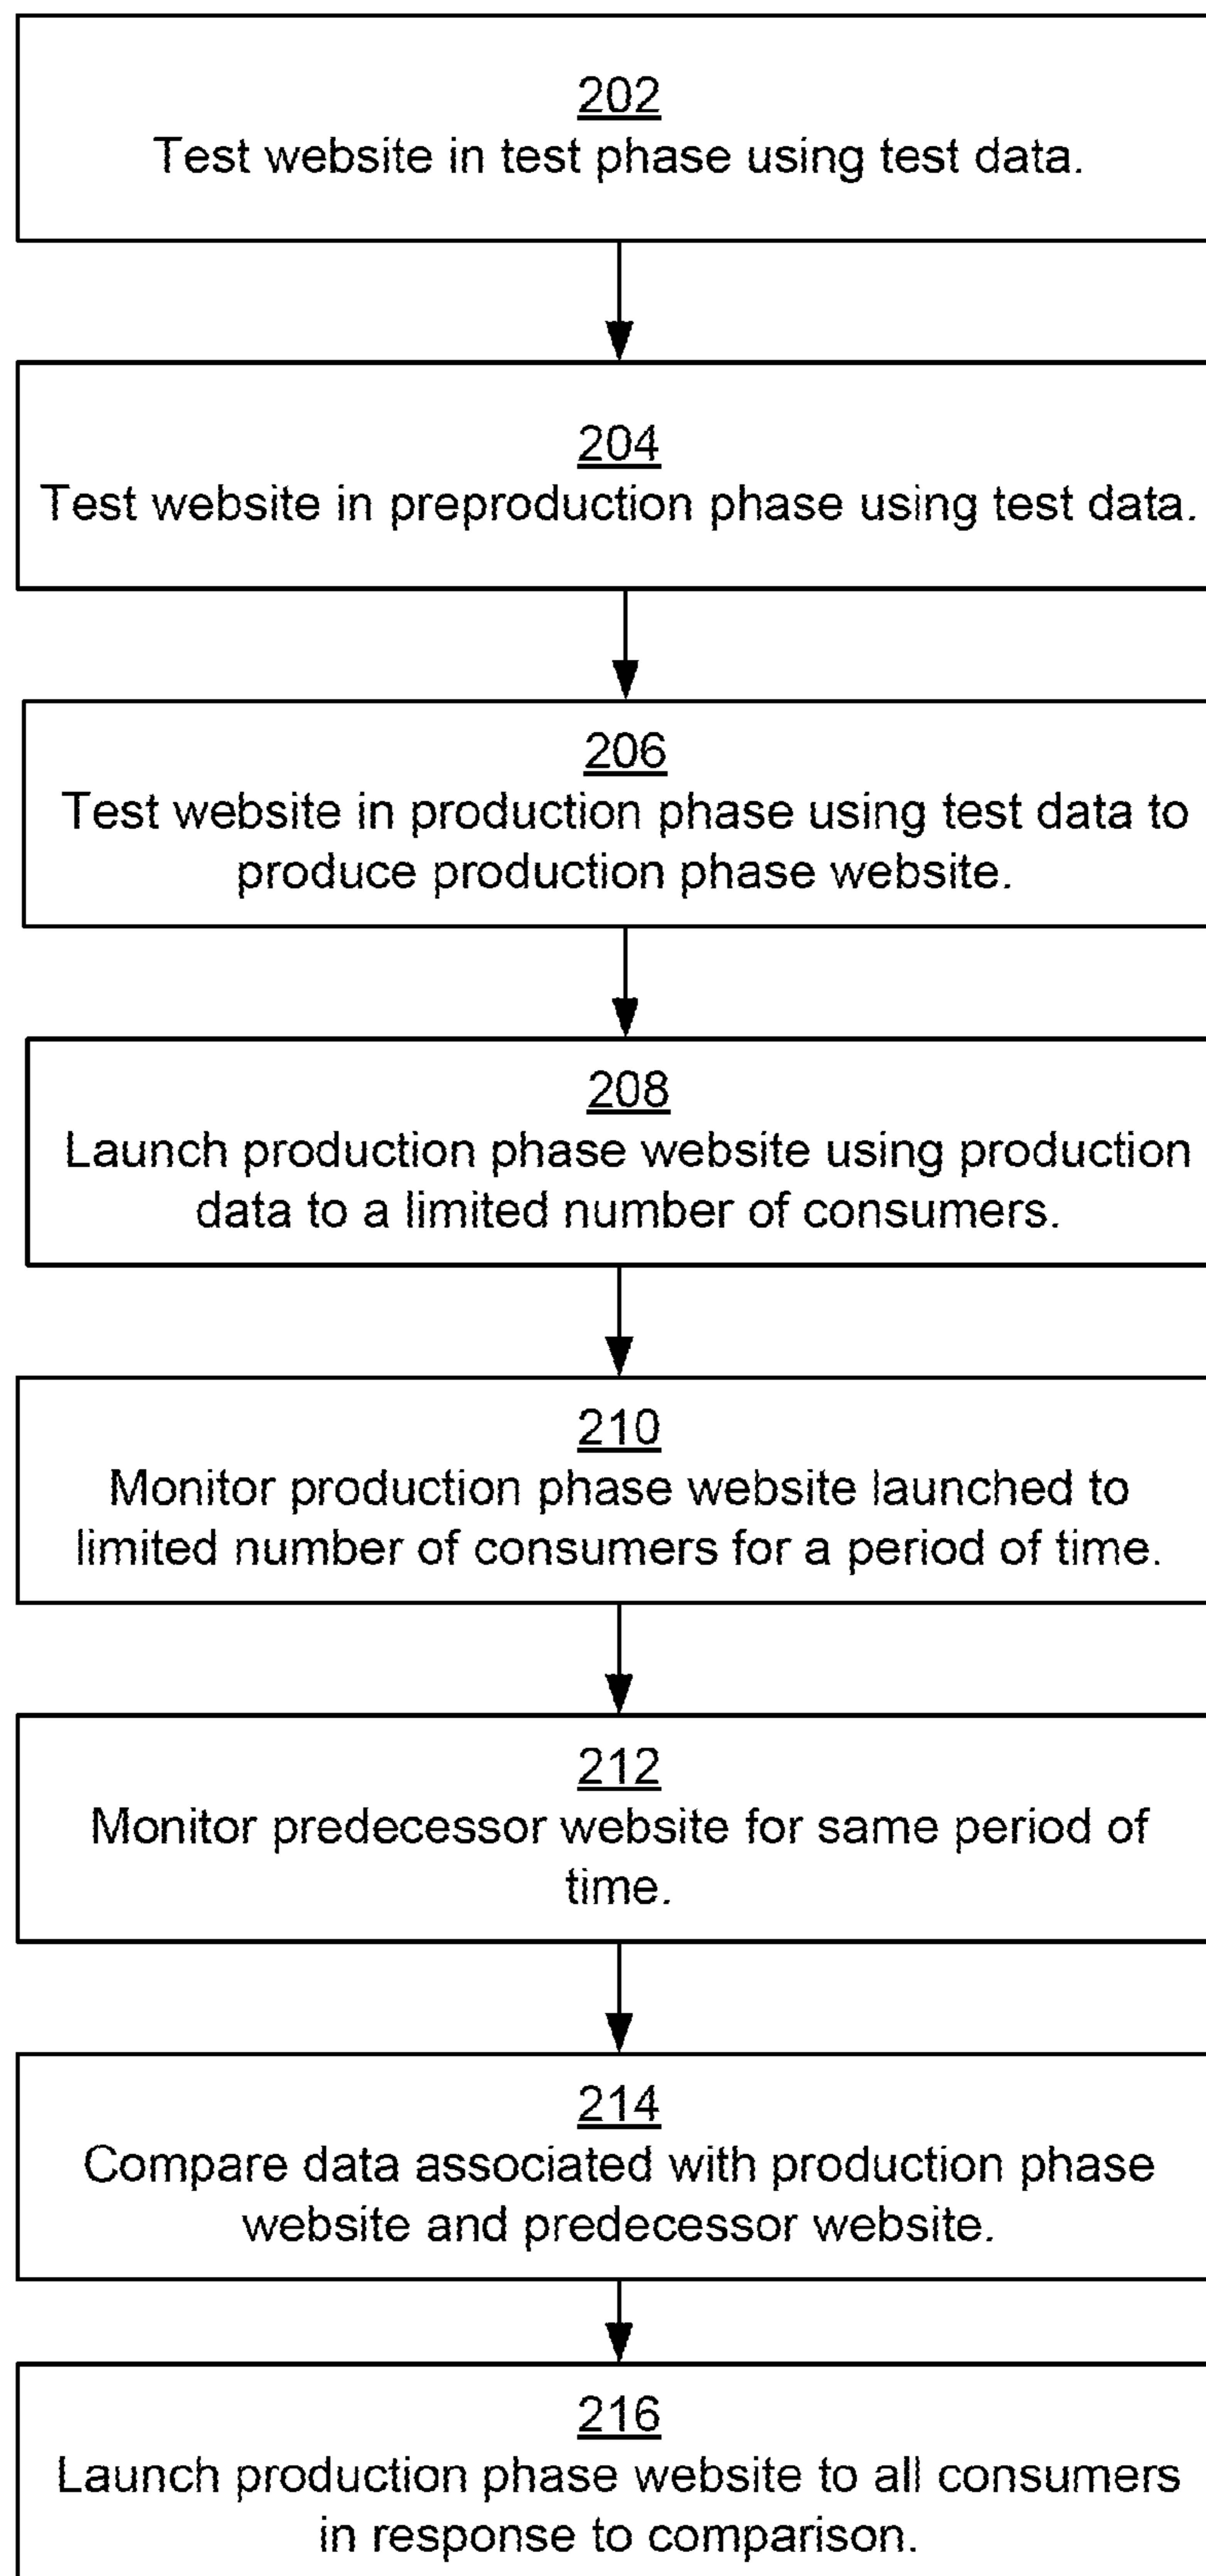 202
Test website in test phase using test data.
204
Test website in preproduction phase using test data.
206
Test website in production phase using test data to
produce production phase website.
208
Launch production phase website using production
data to a limited number of consumers.
210
Monitor production phase website launched to
limited number of consumers for a period of time.
212
Monitor predecessor website for same period of
time.
214
Compare data associated with production phase
website and predecessor website.
216
Launch production phase website to all consumers
in response to comparison.